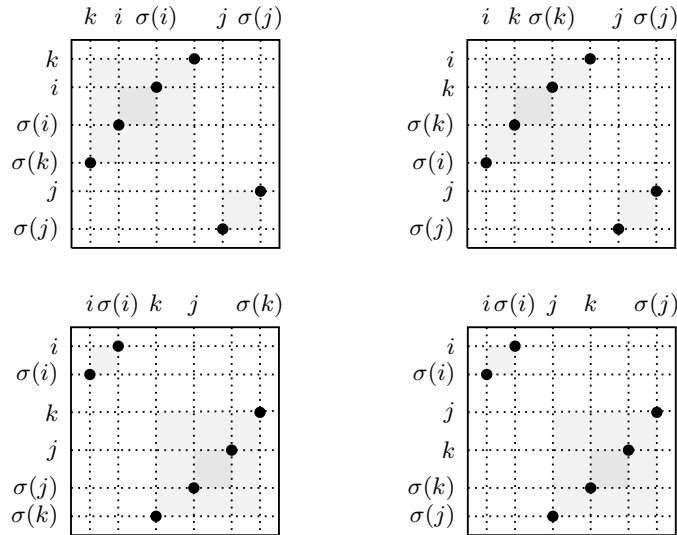 k i σ(i) j σ(j)
k
i
σ(i)
σ(k)
j
σ(j)
i k σ(k) j σ(j)
i
k
σ(k)
σ(i)
j
σ(j)
i σ(i) k j σ(k)
i
σ(i)
k
j
σ(j)
σ(k)
i σ(i) j k σ(j)
i
σ(i)
j
k
σ(k)
σ(j)